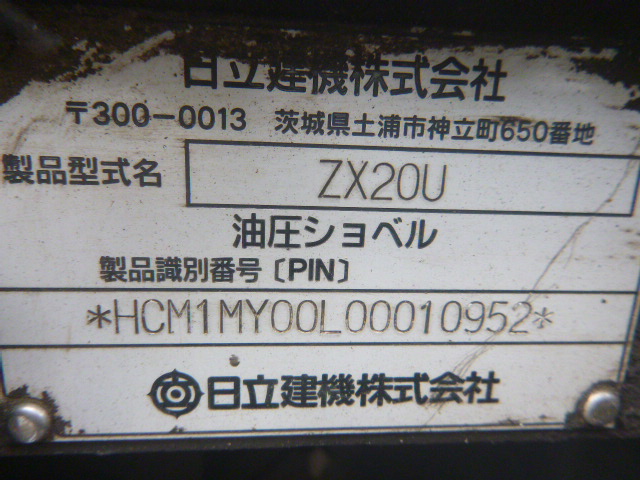 日立建機株式会社
〒300-0013 茨城県土浦市神立町650番地
製品型式名 ZX20U
油圧ショベル
製品識別番号〔PIN〕
*HCM1MY00L00010952*
日立建機株式会社